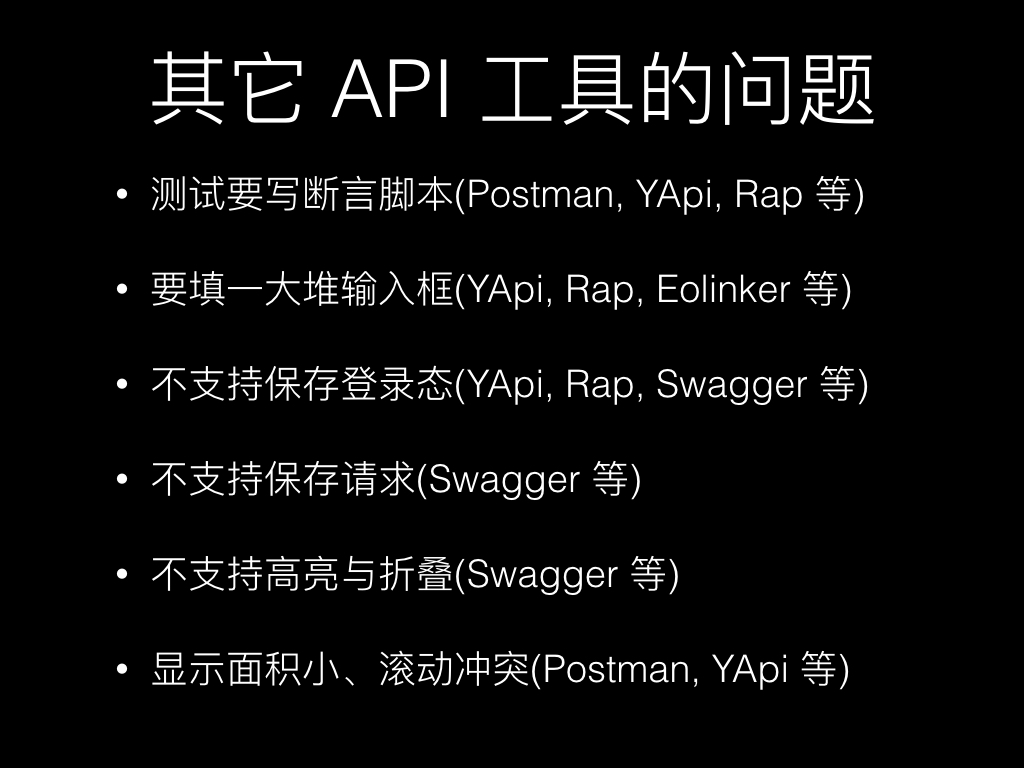 其它 API 工具的问题
• 测试要写断言脚本(Postman, YApi, Rap 等)
• 要填一大堆输入框(YApi, Rap, Eolinker 等)
• 不支持保存登录态(YApi, Rap, Swagger 等)
• 不支持保存请求(Swagger 等)
• 不支持高亮与折叠(Swagger 等)
• 显示面积小、滚动冲突(Postman, YApi 等)